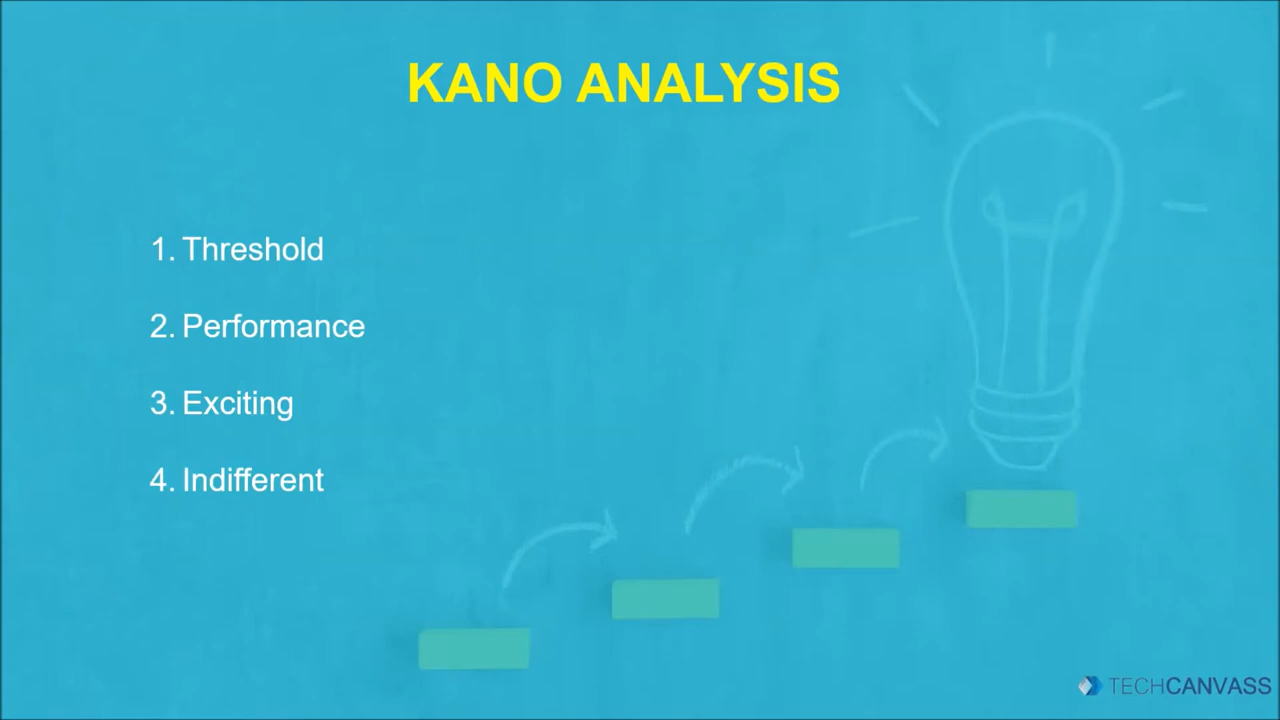 KANO ANALYSIS
1. Threshold
2. Performance
3. Exciting
4. Indifferent
TECHCANVASS